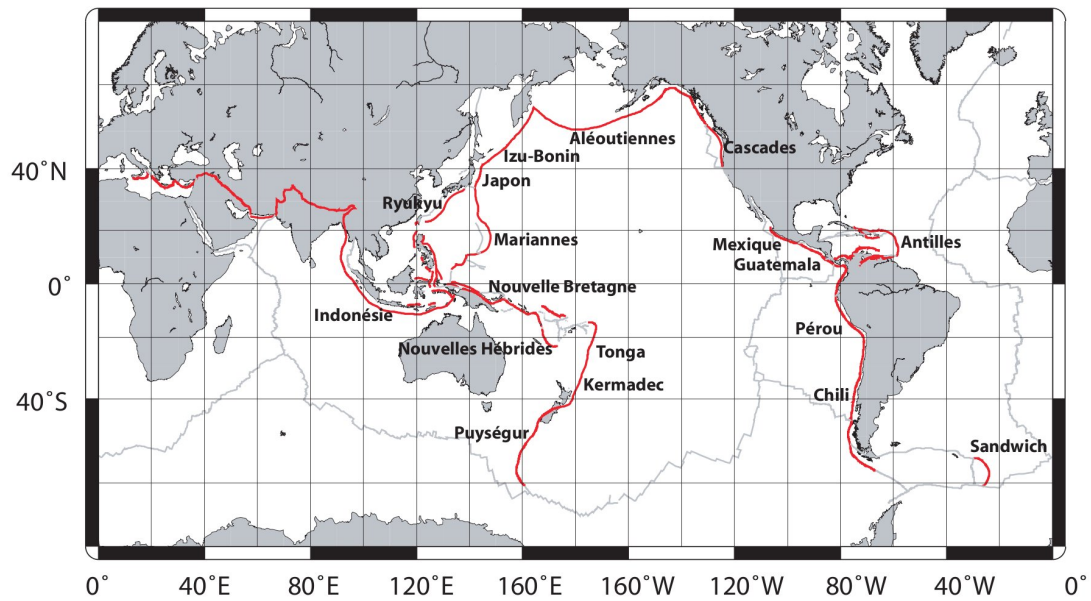 Aléoutiennes
Cascades
Izu-Bonin
40˚N
Japon
Ryukyu
Mariannes
Mexique
Antilles
Guatemala
0˚
Nouvelle Bretagne
Indonésie
Pérou
Nouvelles Hébrides
Tonga
Kermadec
Chili
40˚S
Puységur
Sandwich
0˚ 40˚E 80˚E 120˚E 160˚E 160˚W 120˚W 80˚W 0˚